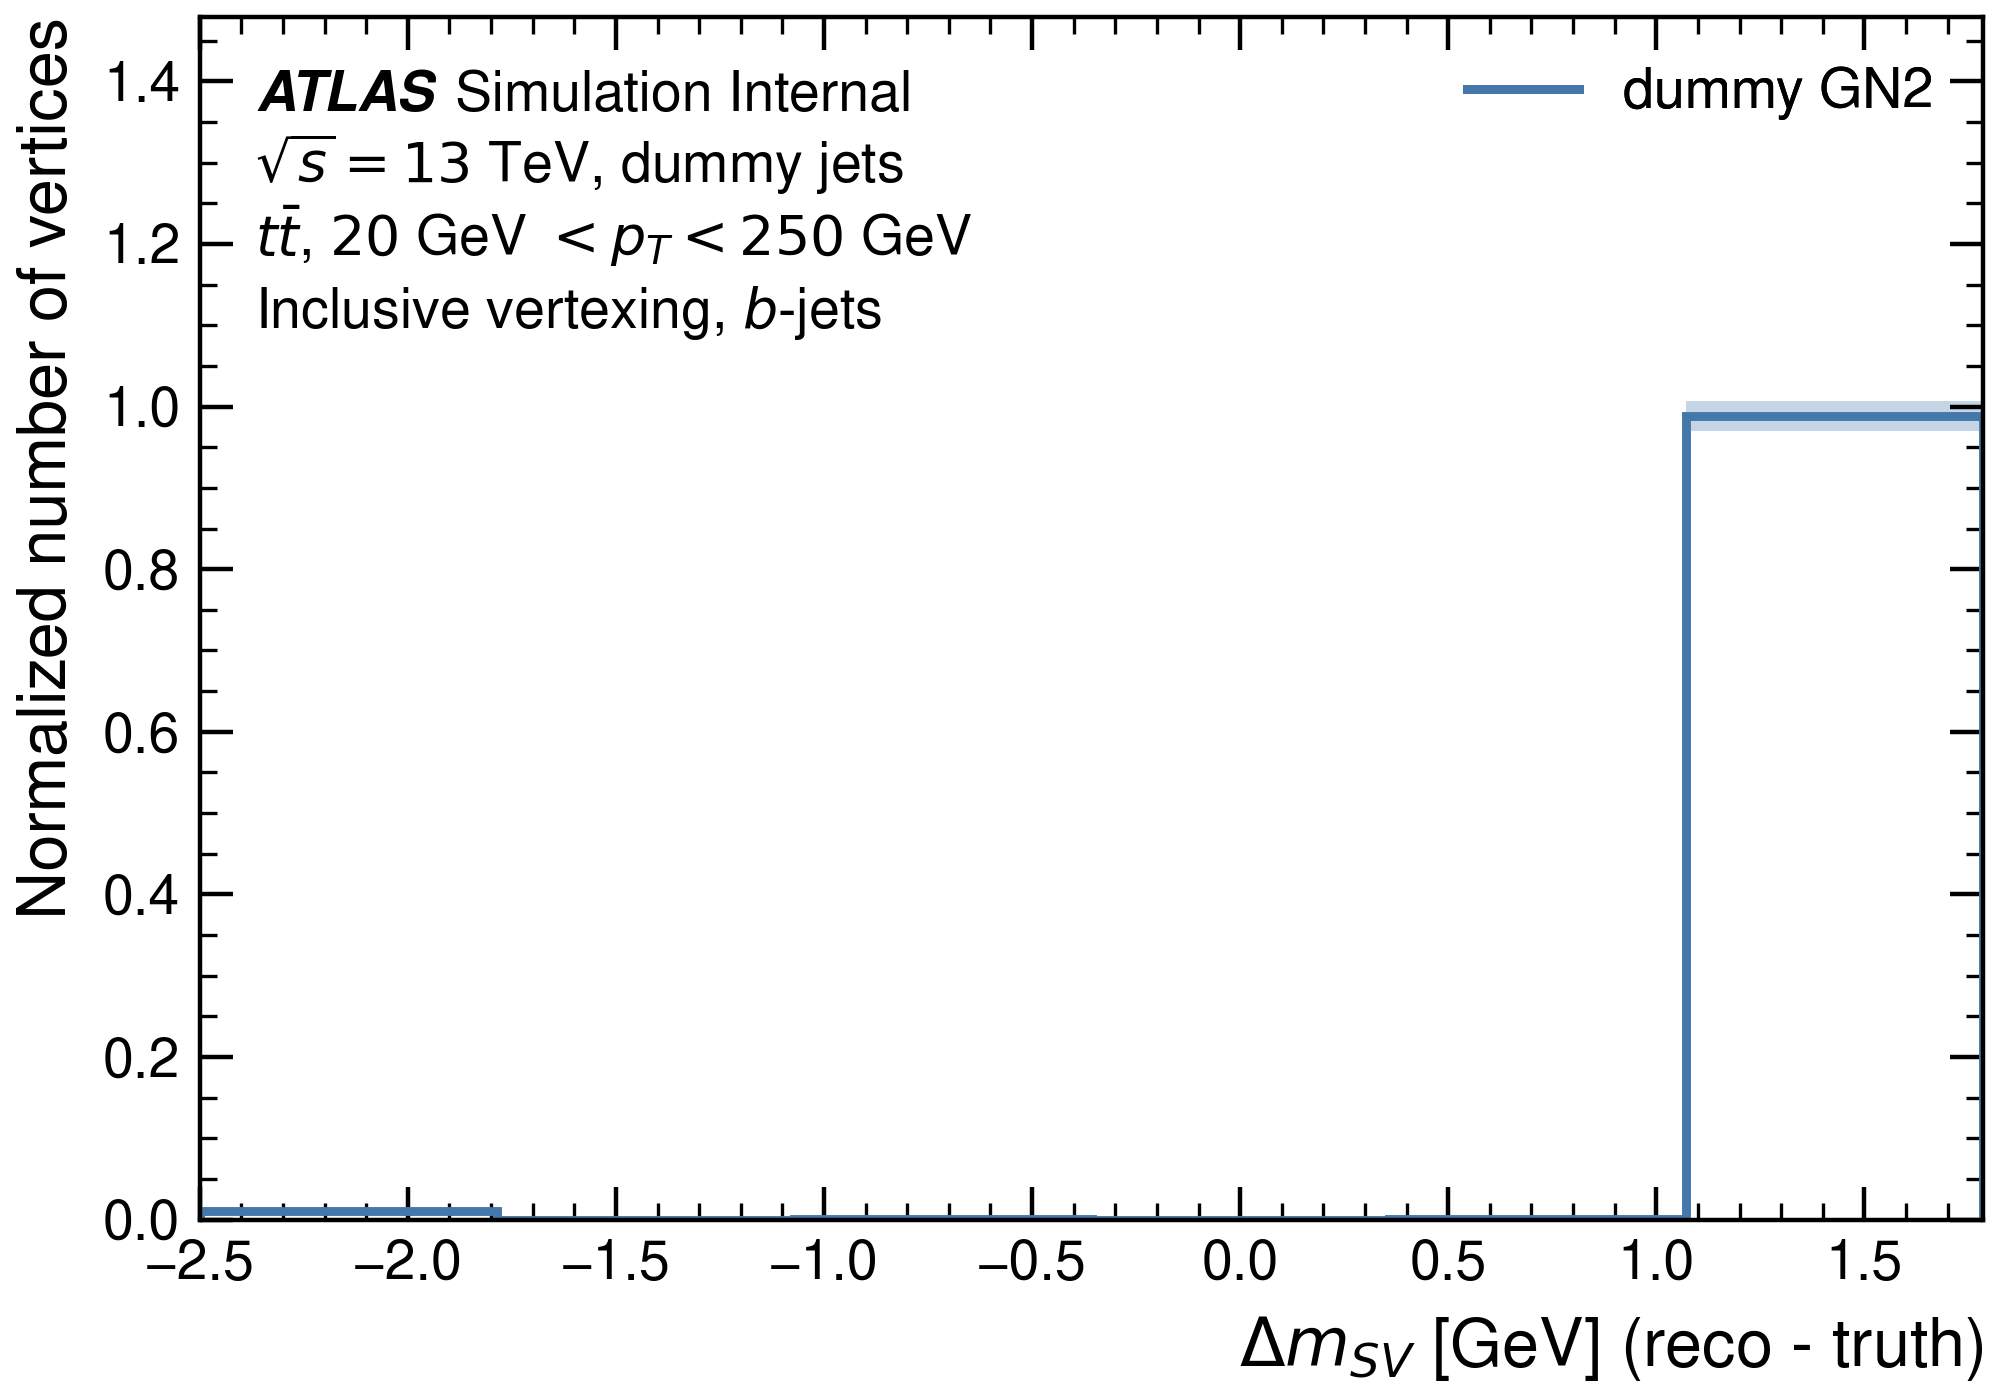 ATLAS Simulation Internal
√s = 13 TeV, dummy jets
tt̄, 20 GeV < p_T < 250 GeV
Inclusive vertexing, b-jets
dummy GN2
Normalized number of vertices
1.4
1.2
1.0
0.8
0.6
0.4
0.2
0.0
−2.5 −2.0 −1.5 −1.0 −0.5 0.0 0.5 1.0 1.5
Δm_SV [GeV] (reco - truth)